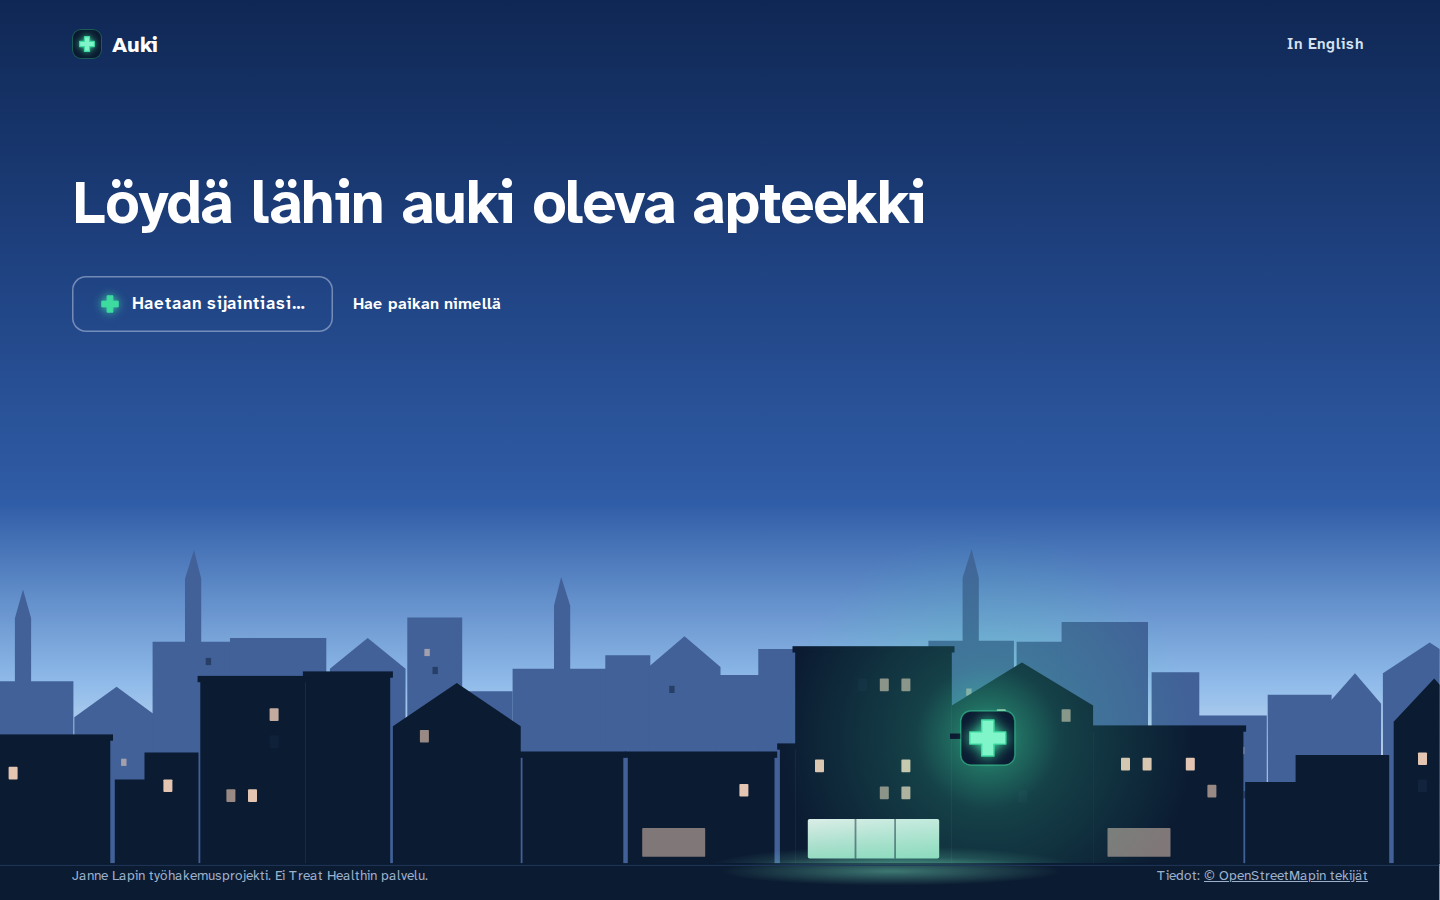 Auki
In English
Löydä lähin auki oleva apteekki
Haetaan sijaintiasi…
Hae paikan nimellä
Janne Lapin työhakemusprojekti. Ei Treat Healthin palvelu.
Tiedot: © OpenStreetMapin tekijät